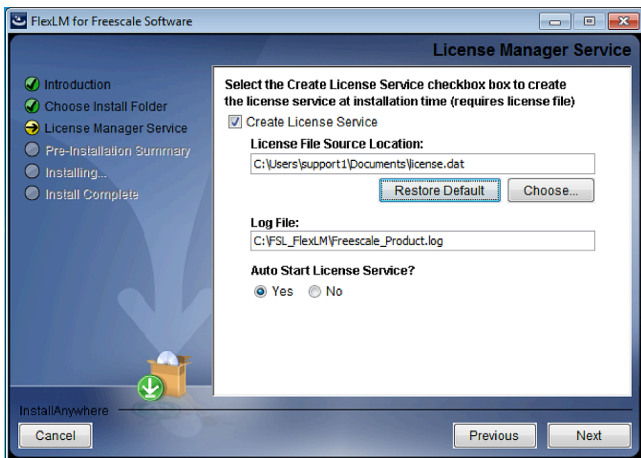 FlexLM for Freescale Software
License Manager Service
Introduction
Choose Install Folder
License Manager Service
Pre-Installation Summary
Installing...
Install Complete
Select the Create License Service checkbox box to create
the license service at installation time (requires license file)
Create License Service
License File Source Location:
C:\Users\support1\Documents\license.dat
Restore Default
Choose...
Log File:
C:\FSL_FlexLM\Freescale_Product.log
Auto Start License Service?
Yes No
InstallAnywhere
Cancel
Previous
Next